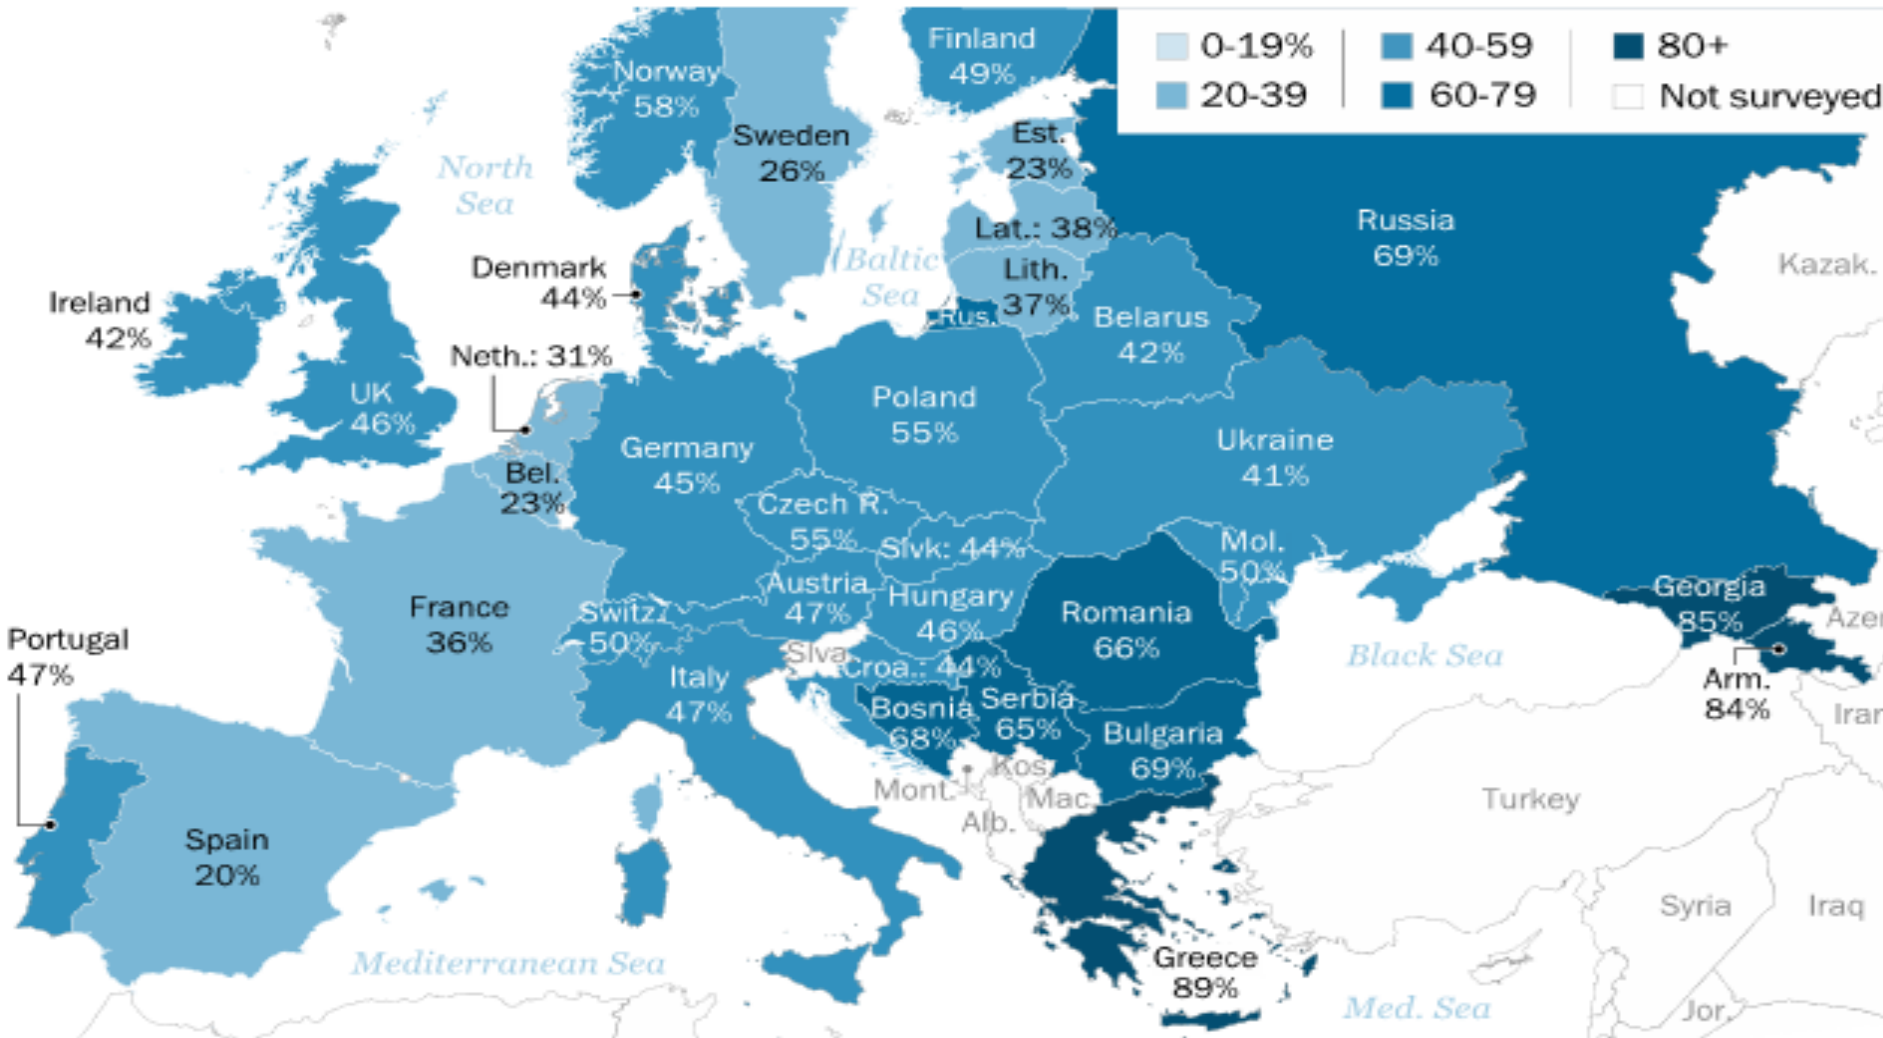 0-19%
20-39
40-59
60-79
80+
Not surveyed
Finland
49%
Norway
58%
Sweden
26%
Est.
23%
North
Sea
Russia
69%
Lat.: 38%
Baltic
Sea
Lith.
37%
Kazak.
Denmark
44%
Ireland
42%
Rus.
Belarus
42%
Neth.: 31%
UK
46%
Poland
55%
Germany
45%
Ukraine
41%
Bel.
23%
Czech R.
55%
Slvk: 44%
Mol.
50%
Austria
47%
Hungary
46%
Georgia
85%
France
36%
Switz.
50%
Romania
66%
Azer
Portugal
47%
Slva
Croa.: 44%
Black Sea
Italy
47%
Bosnia
68%
Serbia
65%
Arm.
84%
Iran
Bulgaria
69%
Kos.
Mont.
Mac.
Alb.
Turkey
Spain
20%
Syria
Iraq
Mediterranean Sea
Greece
89%
Med. Sea
Jor.